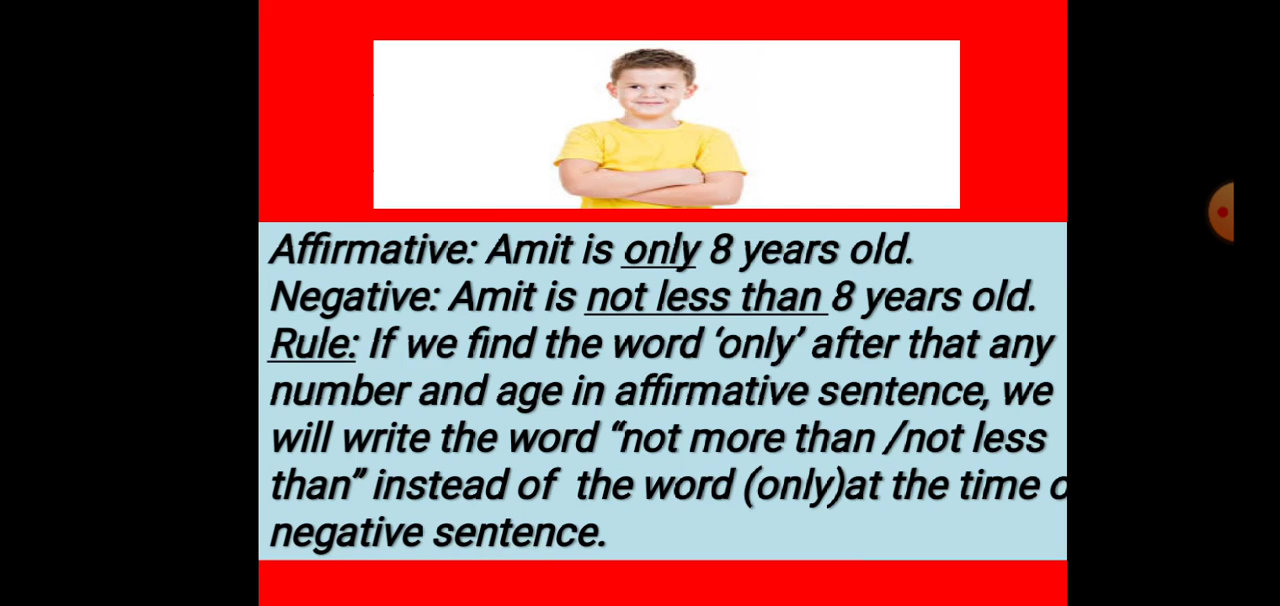 Affirmative: Amit is only 8 years old.
Negative: Amit is not less than 8 years old.
Rule: If we find the word ‘only’ after that any
number and age in affirmative sentence, we
will write the word “not more than /not less
than” instead of  the word (only)at the time
negative sentence.